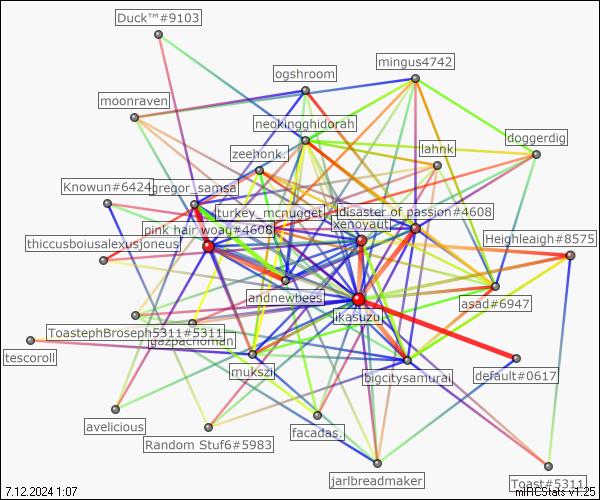 Duck™#9103
mingus4742
ogshroom
moonraven
neokingghidorah
doggerdig
lahnk
zeehonk.
Knowun#6424
gregor_samsa
turkey_mcnugget
disaster of passion#4608
xenoyaut
pink hair woag#4608
Heighleaigh#8575
thiccusboiusalexusjoneus
andnewbees
asad#6947
ikasuzu
ToastephBroseph5311#5311
gazpachoman
tescoroll
mukszi
bigcitysamurai
default#0617
avelicious
Random Stuf6#5983
facadas.
jarlbreadmaker
Toast#5311
7.12.2024 1:07
mIRCStats v1.25